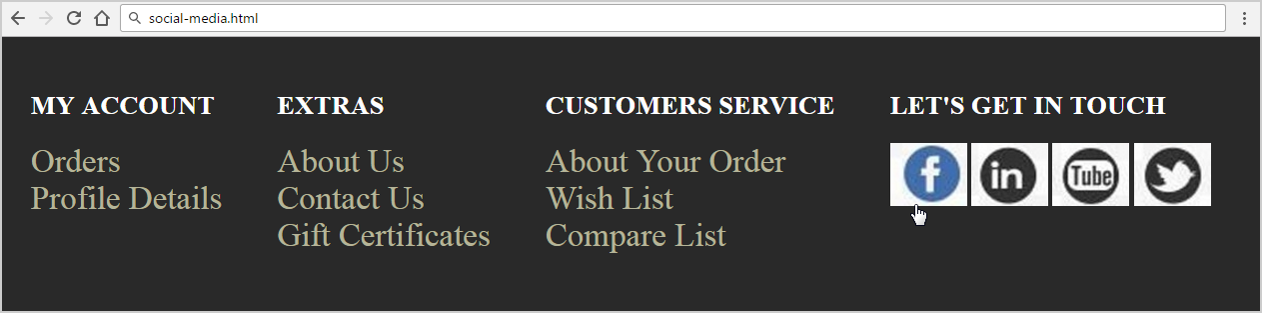 social-media.html
MY ACCOUNT
Orders
Profile Details
EXTRAS
About Us
Contact Us
Gift Certificates
CUSTOMERS SERVICE
About Your Order
Wish List
Compare List
LET'S GET IN TOUCH
f in Tube